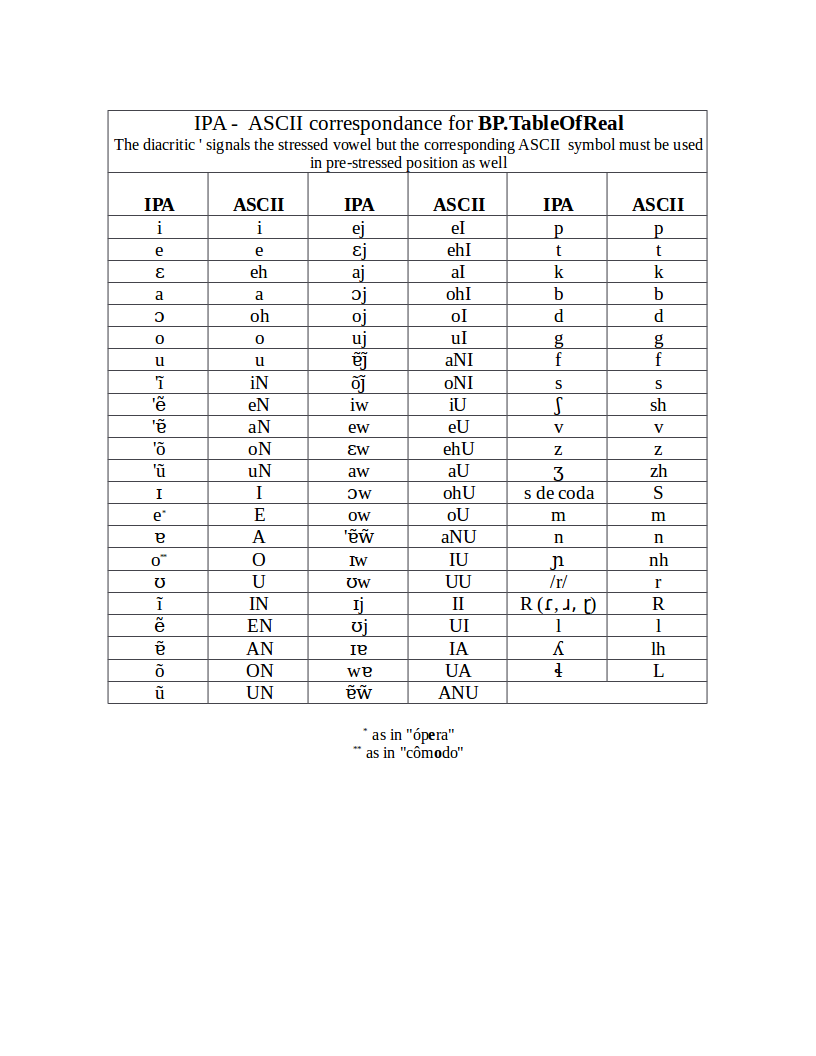 IPA - ASCII correspondance for BP.TableOfReal
The diacritic ' signals the stressed vowel but the corresponding ASCII symbol must be used
in pre-stressed position as well
IPA ASCII IPA ASCII IPA ASCII
i i ej eI p p
e e ɛj ehI t t
ɛ eh aj aI k k
a a ɔj ohI b b
ɔ oh oj oI d d
o o uj uI g g
u u ɐ̃j̃ aNI f f
'ĩ iN õj̃ oNI s s
'ẽ eN iw iU ʃ sh
'ɐ̃ aN ew eU v v
'õ oN ɛw ehU z z
'ũ uN aw aU ʒ zh
ɪ I ɔw ohU s de coda S
e* E ow oU m m
ɐ A 'ɐ̃w̃ aNU n n
o** O ɪw IU ɲ nh
ʊ U ʊw UU /r/ r
ĩ IN ɪj II R (ɾ, ɹ, ɽ) R
ẽ EN ʊj UI l l
ɐ̃ AN ɪɐ IA ʎ lh
õ ON wɐ UA ɬ L
ũ UN ɐ̃w̃ ANU
* as in "ópera"
** as in "cômodo"